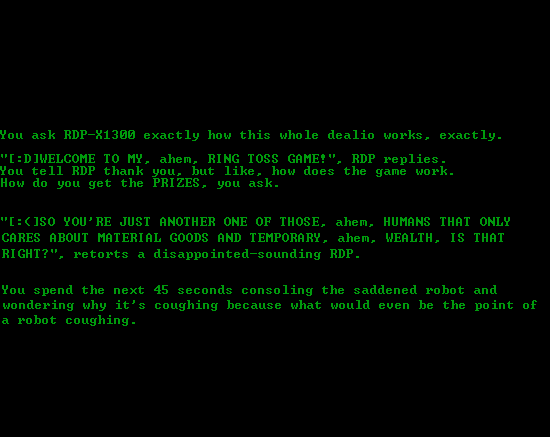 You ask RDP-X1300 exactly how this whole dealio works, exactly.
"[:D]WELCOME TO MY, ahem, RING TOSS GAME!", RDP replies.
You tell RDP thank you, but like, how does the game work.
How do you get the PRIZES, you ask.
"[:<]SO YOU'RE JUST ANOTHER ONE OF THOSE, ahem, HUMANS THAT ONLY
CARES ABOUT MATERIAL GOODS AND TEMPORARY, ahem, WEALTH, IS THAT
RIGHT?", retorts a disappointed-sounding RDP.
You spend the next 45 seconds consoling the saddened robot and
wondering why it's coughing because what would even be the point of
a robot coughing.